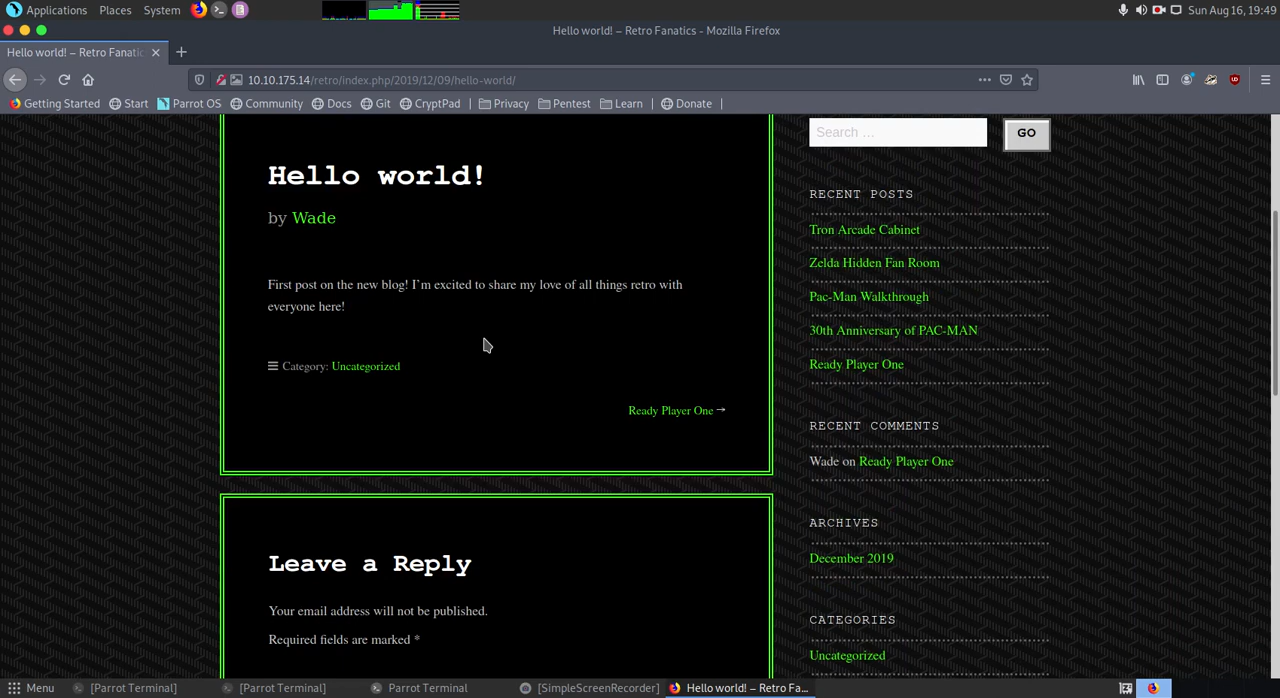 Applications Places System
Sun Aug 16, 19:49
Hello world! – Retro Fanatics - Mozilla Firefox
Hello world! – Retro Fanatic
10.10.175.14/retro/index.php/2019/12/09/hello-world/
Getting Started Start Parrot OS Community Docs Git CryptPad Privacy Pentest Learn Donate
Hello world!
by Wade
First post on the new blog! I’m excited to share my love of all things retro with
everyone here!
Category: Uncategorized
Ready Player One →
Leave a Reply
Your email address will not be published.
Required fields are marked *
Search …
GO
RECENT POSTS
Tron Arcade Cabinet
Zelda Hidden Fan Room
Pac-Man Walkthrough
30th Anniversary of PAC-MAN
Ready Player One
RECENT COMMENTS
Wade on Ready Player One
ARCHIVES
December 2019
CATEGORIES
Uncategorized
Menu [Parrot Terminal] [Parrot Terminal] Parrot Terminal [SimpleScreenRecorder] Hello world! – Retro Fa...